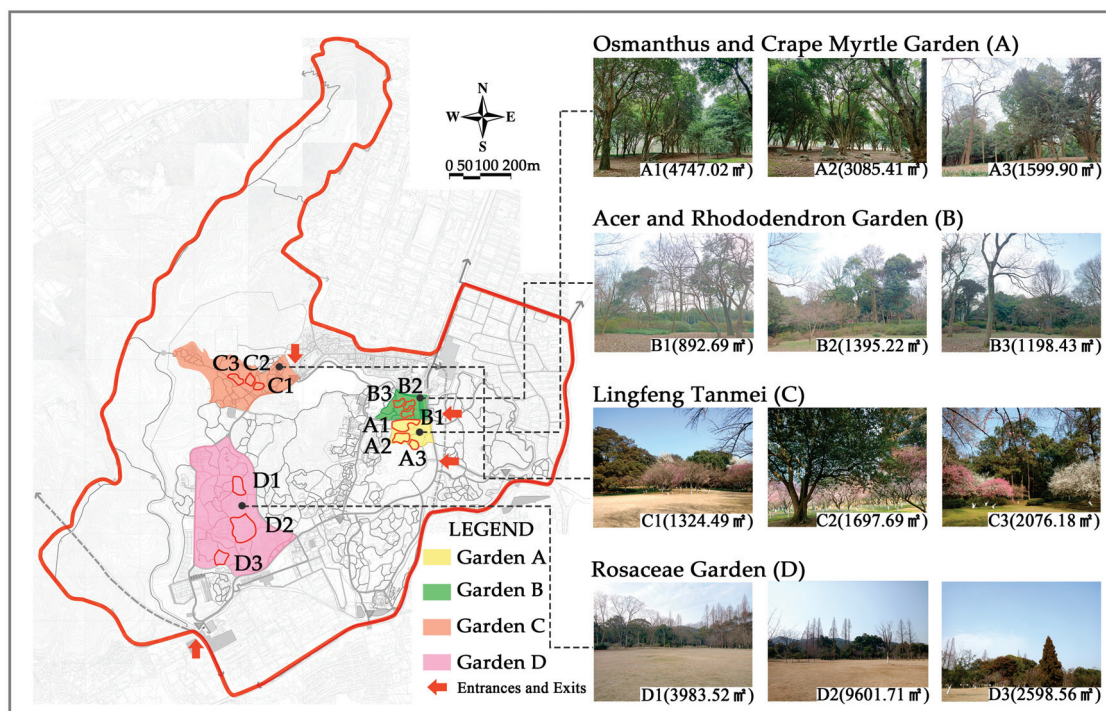 N
W E
S
0 50 100 200m
C3 C2
C1
B3 B2
A1 B1
A2
A3
D1
D2
D3
LEGEND
Garden A
Garden B
Garden C
Garden D
Entrances and Exits
Osmanthus and Crape Myrtle Garden (A)
A1(4747.02 ㎡)
A2(3085.41 ㎡)
A3(1599.90 ㎡)
Acer and Rhododendron Garden (B)
B1(892.69 ㎡)
B2(1395.22 ㎡)
B3(1198.43 ㎡)
Lingfeng Tanmei (C)
C1(1324.49 ㎡)
C2(1697.69 ㎡)
C3(2076.18 ㎡)
Rosaceae Garden (D)
D1(3983.52 ㎡)
D2(9601.71 ㎡)
D3(2598.56 ㎡)